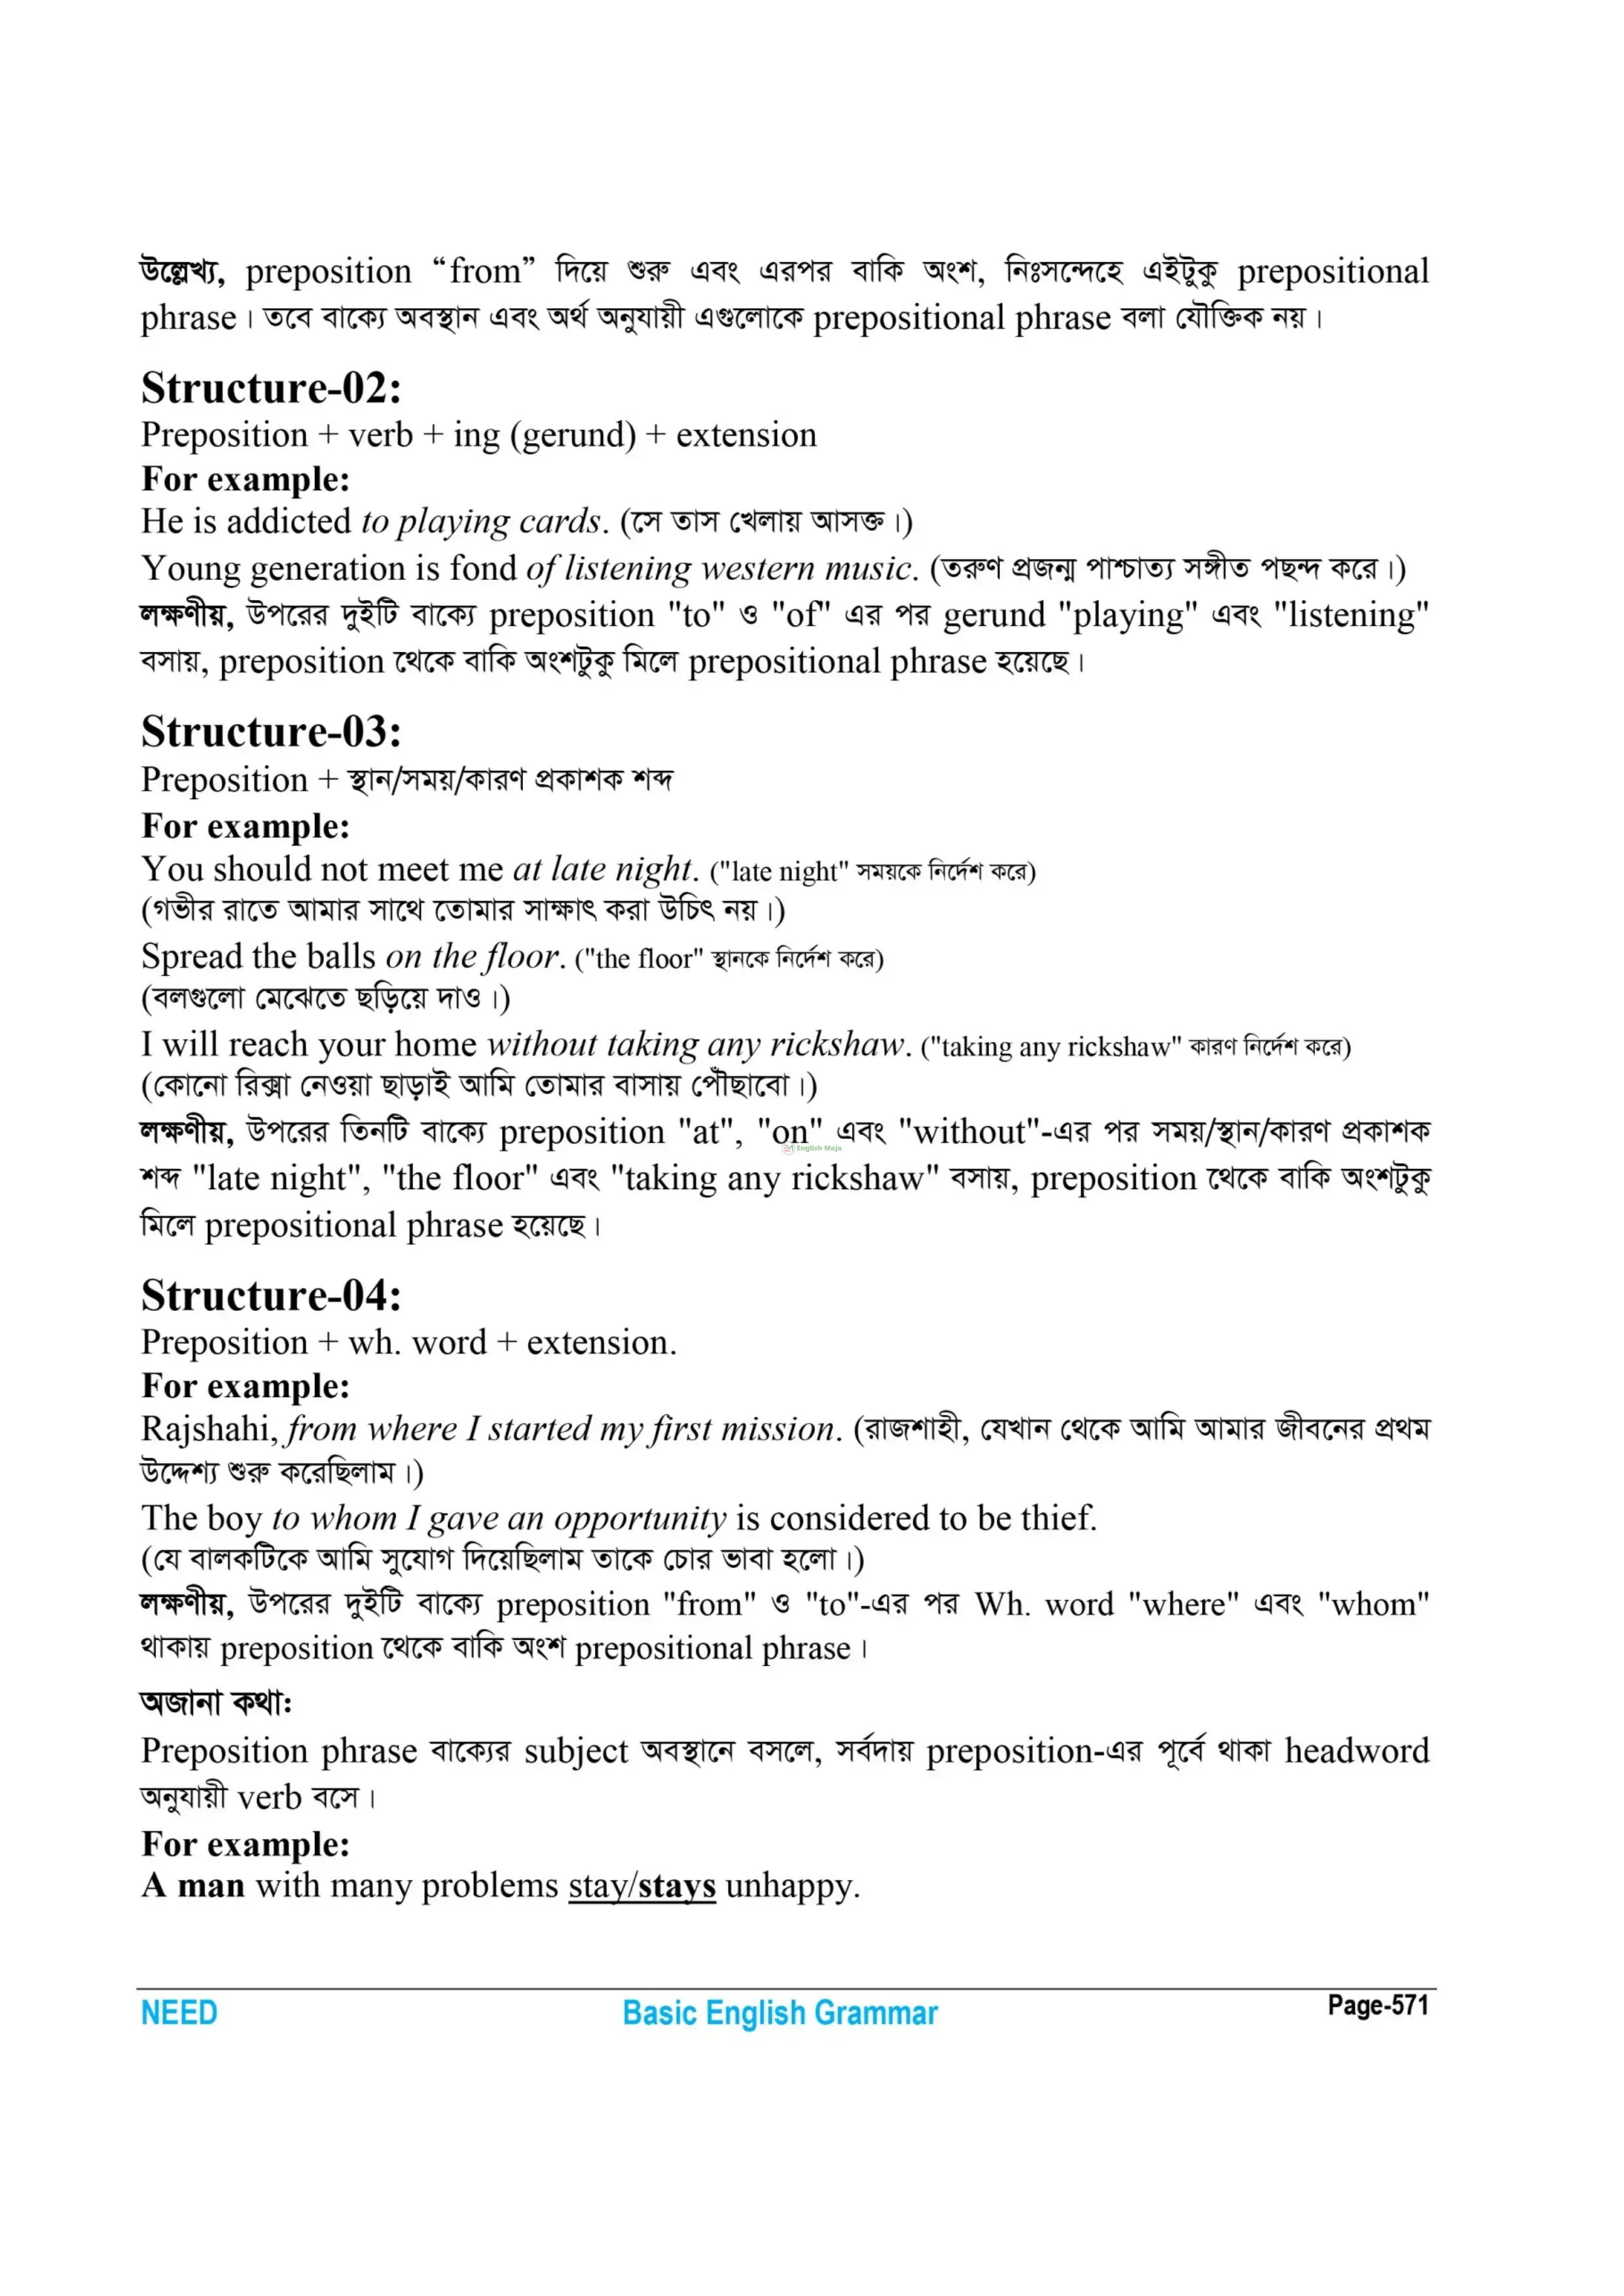 উল্লেখ্য, preposition “from” দিয়ে শুরু এবং এরপর বাকি অংশ, নিঃসন্দেহে এইটুকু prepositional
phrase। তবে বাক্যে অবস্থান এবং অর্থ অনুযায়ী এগুলোকে prepositional phrase বলা যৌক্তিক নয়।
Structure-02:
Preposition + verb + ing (gerund) + extension
For example:
He is addicted to playing cards. (সে তাস খেলায় আসক্ত।)
Young generation is fond of listening western music. (তরুণ প্রজন্ম পাশ্চাত্য সঙ্গীত পছন্দ করে।)
লক্ষণীয়, উপরের দুইটি বাক্যে preposition "to" ও "of" এর পর gerund "playing" এবং "listening"
বসায়, preposition থেকে বাকি অংশটুকু মিলে prepositional phrase হয়েছে।
Structure-03:
Preposition + স্থান/সময়/কারণ প্রকাশক শব্দ
For example:
You should not meet me at late night. ("late night" সময়কে নির্দেশ করে)
(গভীর রাতে আমার সাথে তোমার সাক্ষাৎ করা উচিৎ নয়।)
Spread the balls on the floor. ("the floor" স্থানকে নির্দেশ করে)
(বলগুলো মেঝেতে ছড়িয়ে দাও।)
I will reach your home without taking any rickshaw. ("taking any rickshaw" কারণ নির্দেশ করে)
(কোনো রিক্সা নেওয়া ছাড়াই আমি তোমার বাসায় পৌঁছাবো।)
লক্ষণীয়, উপরের তিনটি বাক্যে preposition "at", "on" এবং "without"-এর পর সময়/স্থান/কারণ প্রকাশক
English Moja
শব্দ "late night", "the floor" এবং "taking any rickshaw" বসায়, preposition থেকে বাকি অংশটুকু
মিলে prepositional phrase হয়েছে।
Structure-04:
Preposition + wh. word + extension.
For example:
Rajshahi, from where I started my first mission. (রাজশাহী, যেখান থেকে আমি আমার জীবনের প্রথম
উদ্দেশ্য শুরু করেছিলাম।)
The boy to whom I gave an opportunity is considered to be thief.
(যে বালকটিকে আমি সুযোগ দিয়েছিলাম তাকে চোর ভাবা হলো।)
লক্ষণীয়, উপরের দুইটি বাক্যে preposition "from" ও "to"-এর পর Wh. word "where" এবং "whom"
থাকায় preposition থেকে বাকি অংশ prepositional phrase।
অজানা কথাঃ
Preposition phrase বাক্যের subject অবস্থানে বসলে, সর্বদায় preposition-এর পূর্বে থাকা headword
অনুযায়ী verb বসে।
For example:
A man with many problems stay/stays unhappy.
NEED Basic English Grammar Page-571